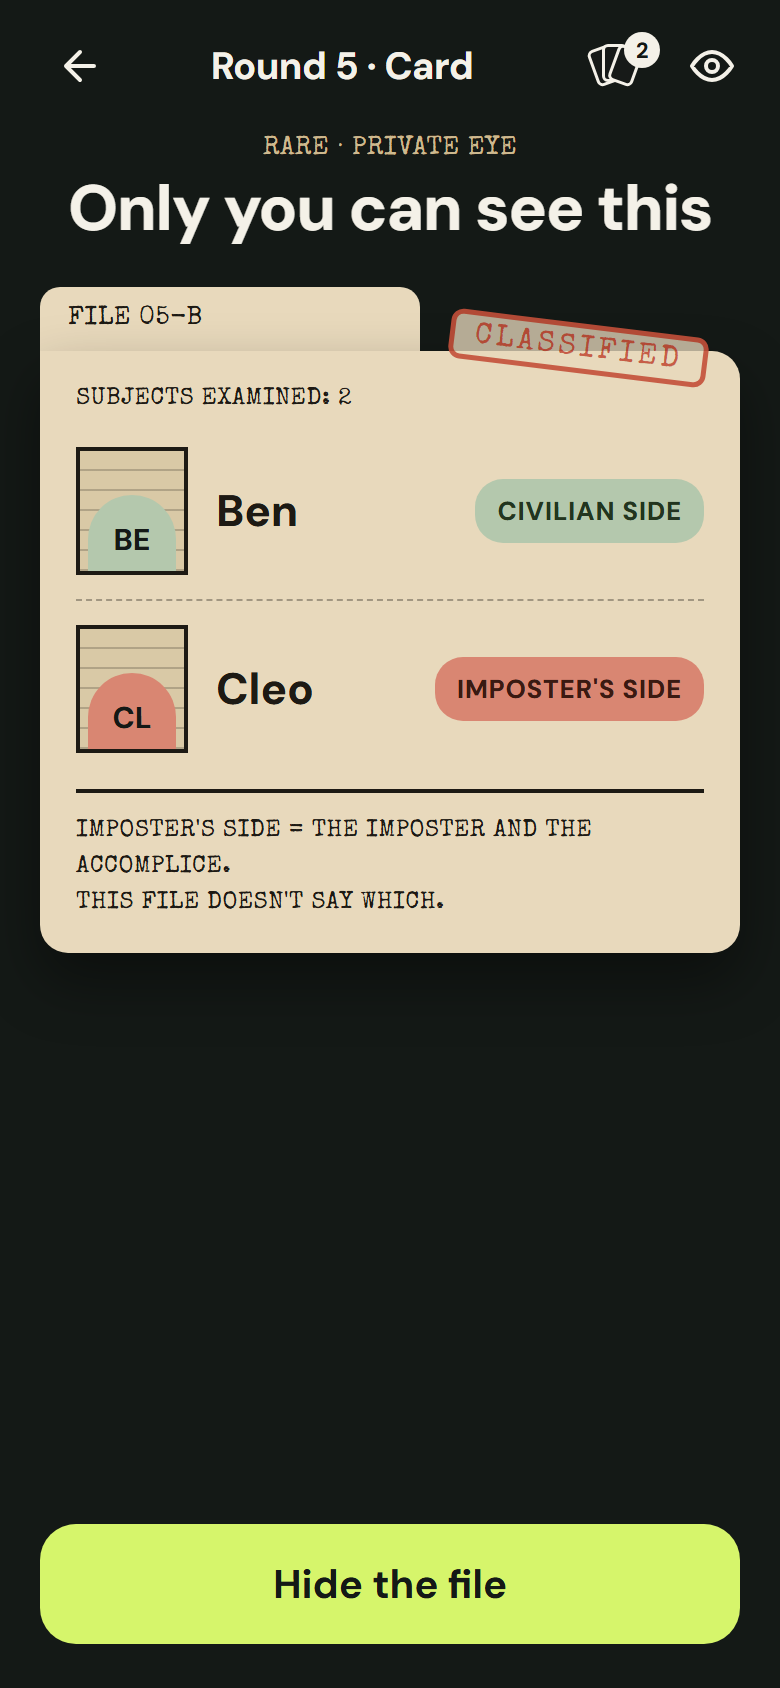 Round 5 · Card
2
RARE · PRIVATE EYE
Only you can see this
FILE 05-B
CLASSIFIED
SUBJECTS EXAMINED: 2
BE
Ben
CIVILIAN SIDE
CL
Cleo
IMPOSTER'S SIDE
IMPOSTER'S SIDE = THE IMPOSTER AND THE
ACCOMPLICE.
THIS FILE DOESN'T SAY WHICH.
Hide the file